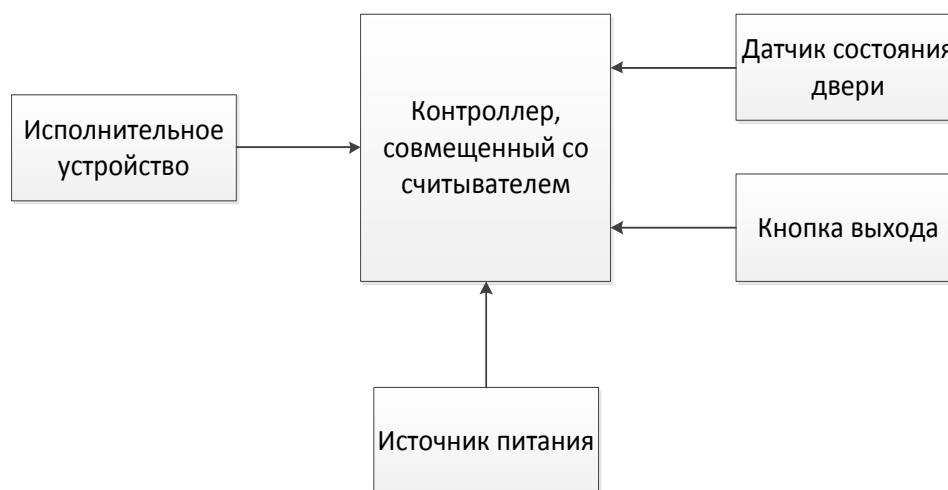 Исполнительное
устройство
Контроллер,
совмещенный со
считывателем
Датчик состояния
двери
Кнопка выхода
Источник питания